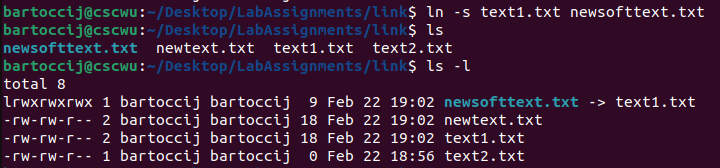 bartoccij@cscwu:~/Desktop/LabAssignments/link$ ln -s text1.txt newsofttext.txt
bartoccij@cscwu:~/Desktop/LabAssignments/link$ ls
newsofttext.txt  newtext.txt  text1.txt  text2.txt
bartoccij@cscwu:~/Desktop/LabAssignments/link$ ls -l
total 8
lrwxrwxrwx 1 bartoccij bartoccij  9 Feb 22 19:02 newsofttext.txt -> text1.txt
-rw-rw-r-- 2 bartoccij bartoccij 18 Feb 22 19:02 newtext.txt
-rw-rw-r-- 2 bartoccij bartoccij 18 Feb 22 19:02 text1.txt
-rw-rw-r-- 1 bartoccij bartoccij  0 Feb 22 18:56 text2.txt